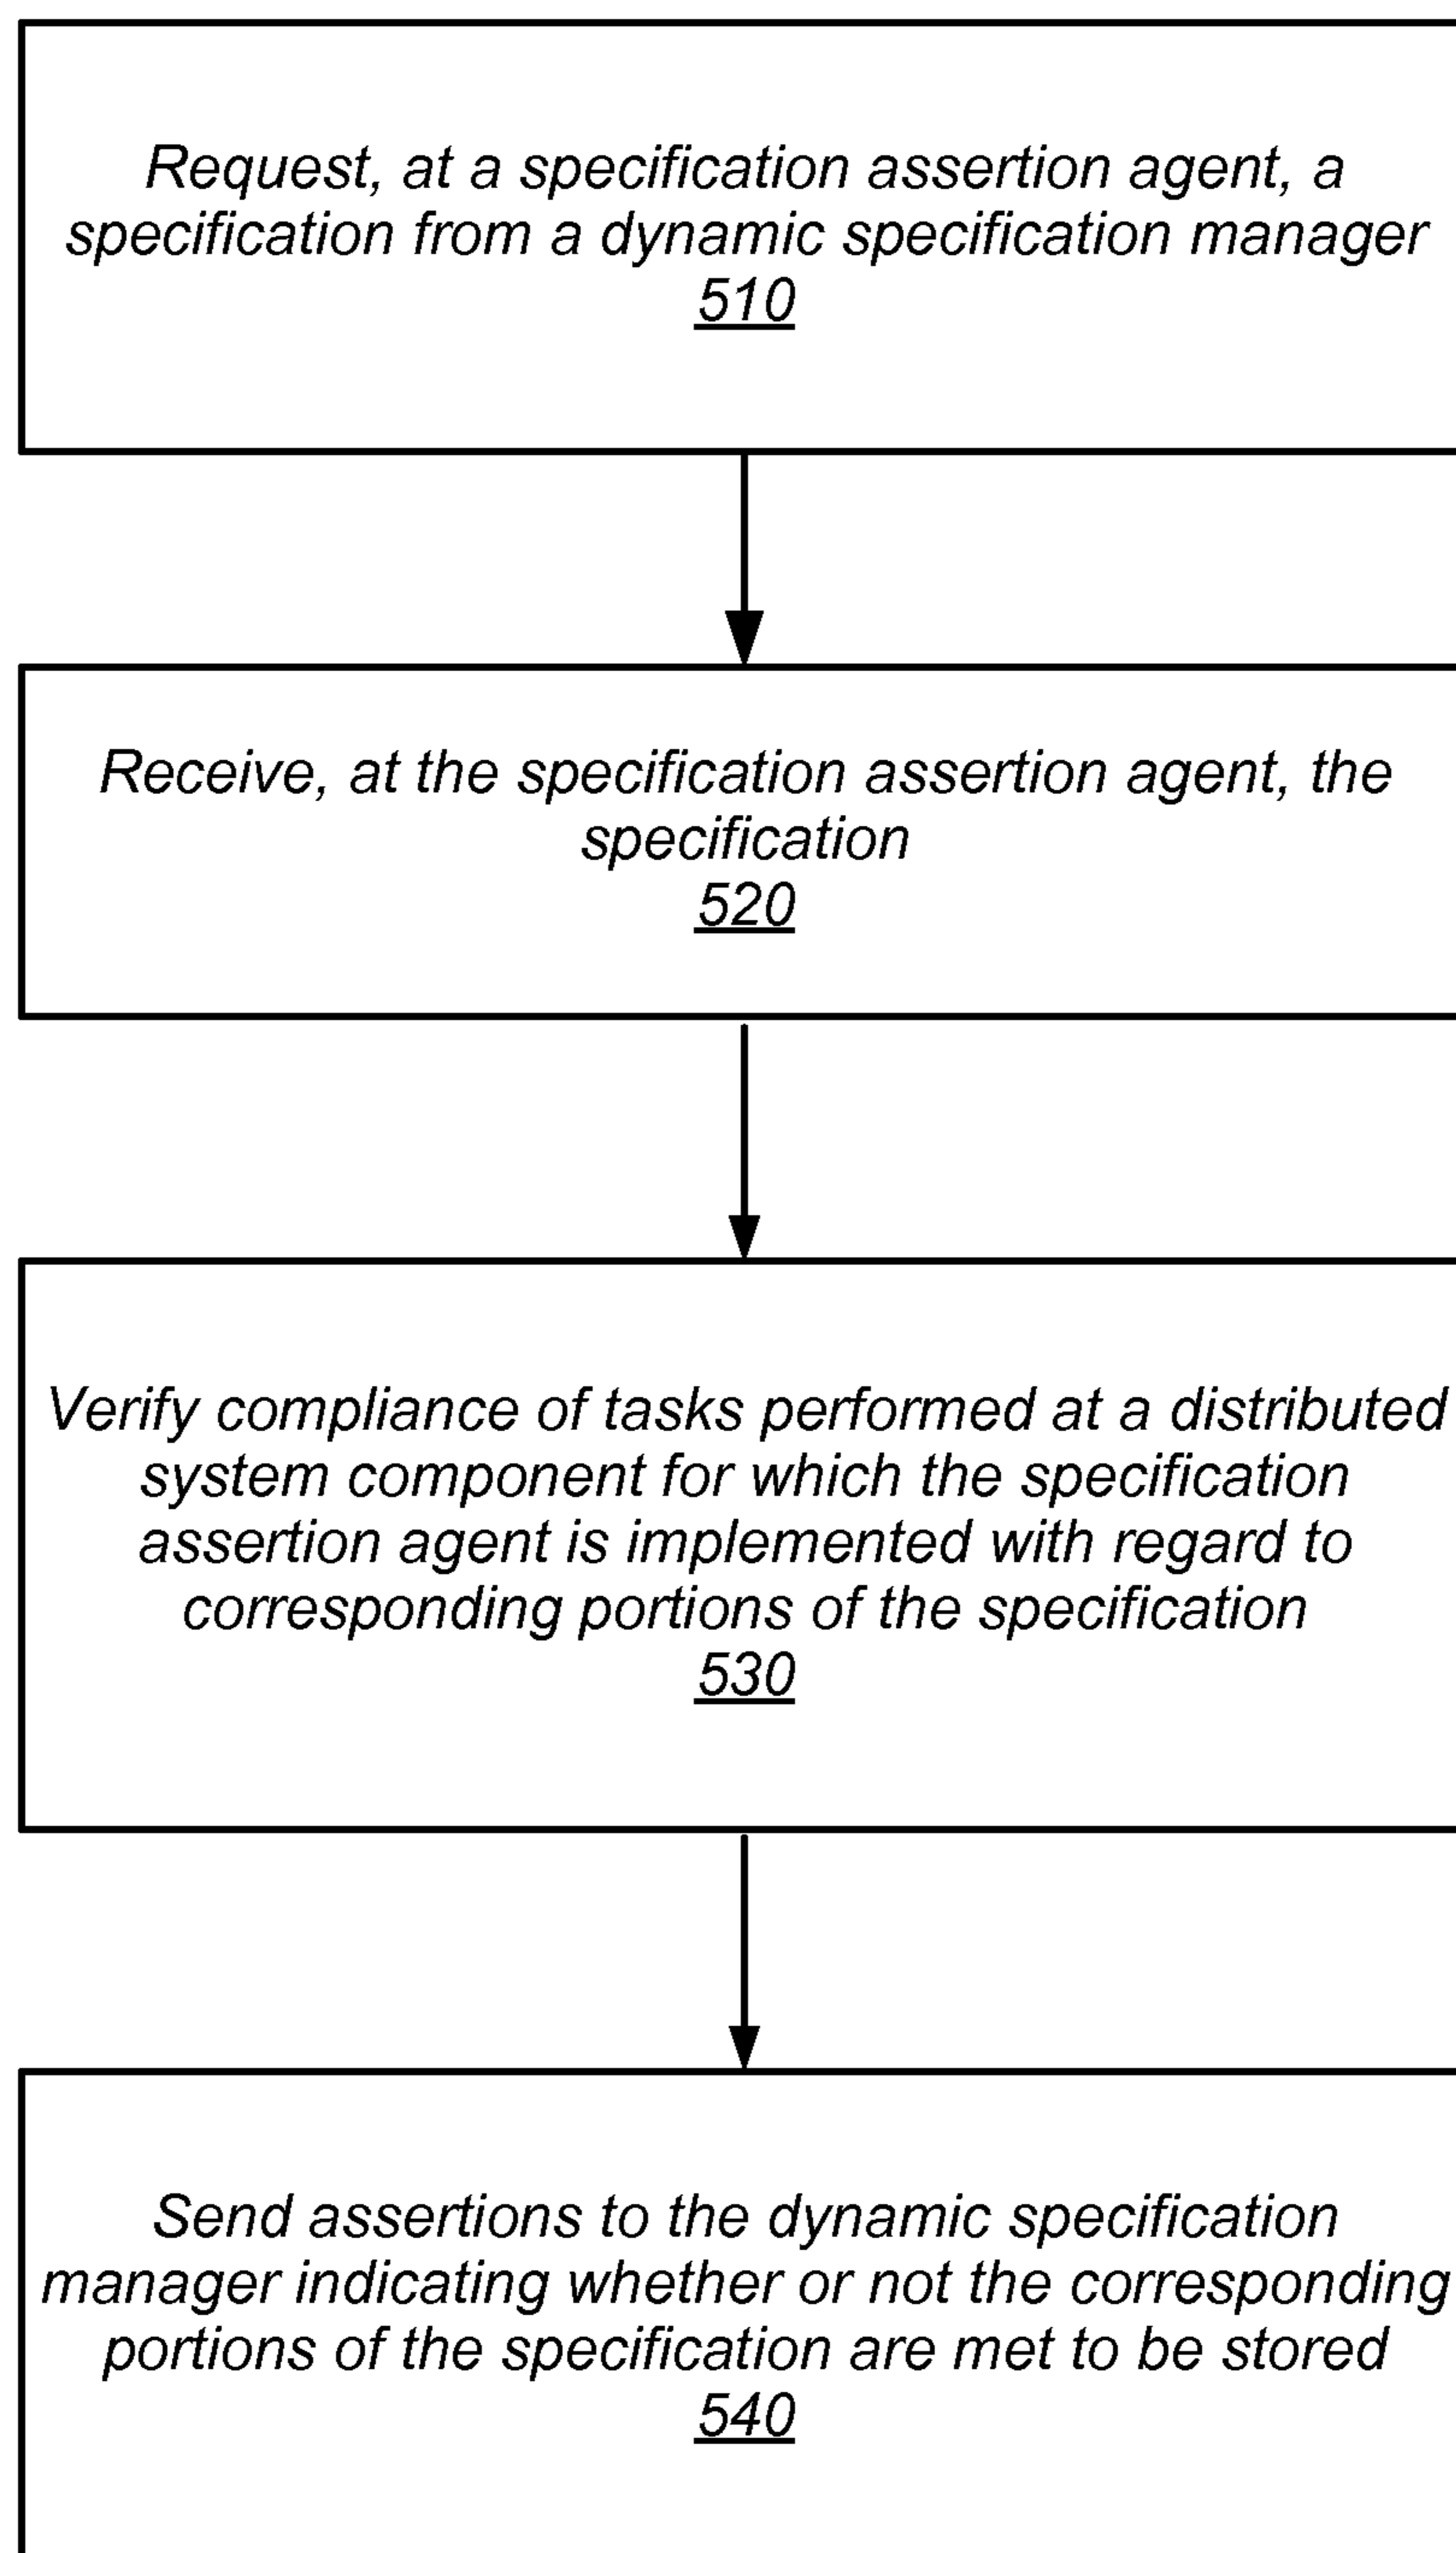 Request, at a specification assertion agent, a
specification from a dynamic specification manager
510
Receive, at the specification assertion agent, the
specification
520
Verify compliance of tasks performed at a distributed
system component for which the specification
assertion agent is implemented with regard to
corresponding portions of the specification
530
Send assertions to the dynamic specification
manager indicating whether or not the corresponding
portions of the specification are met to be stored
540